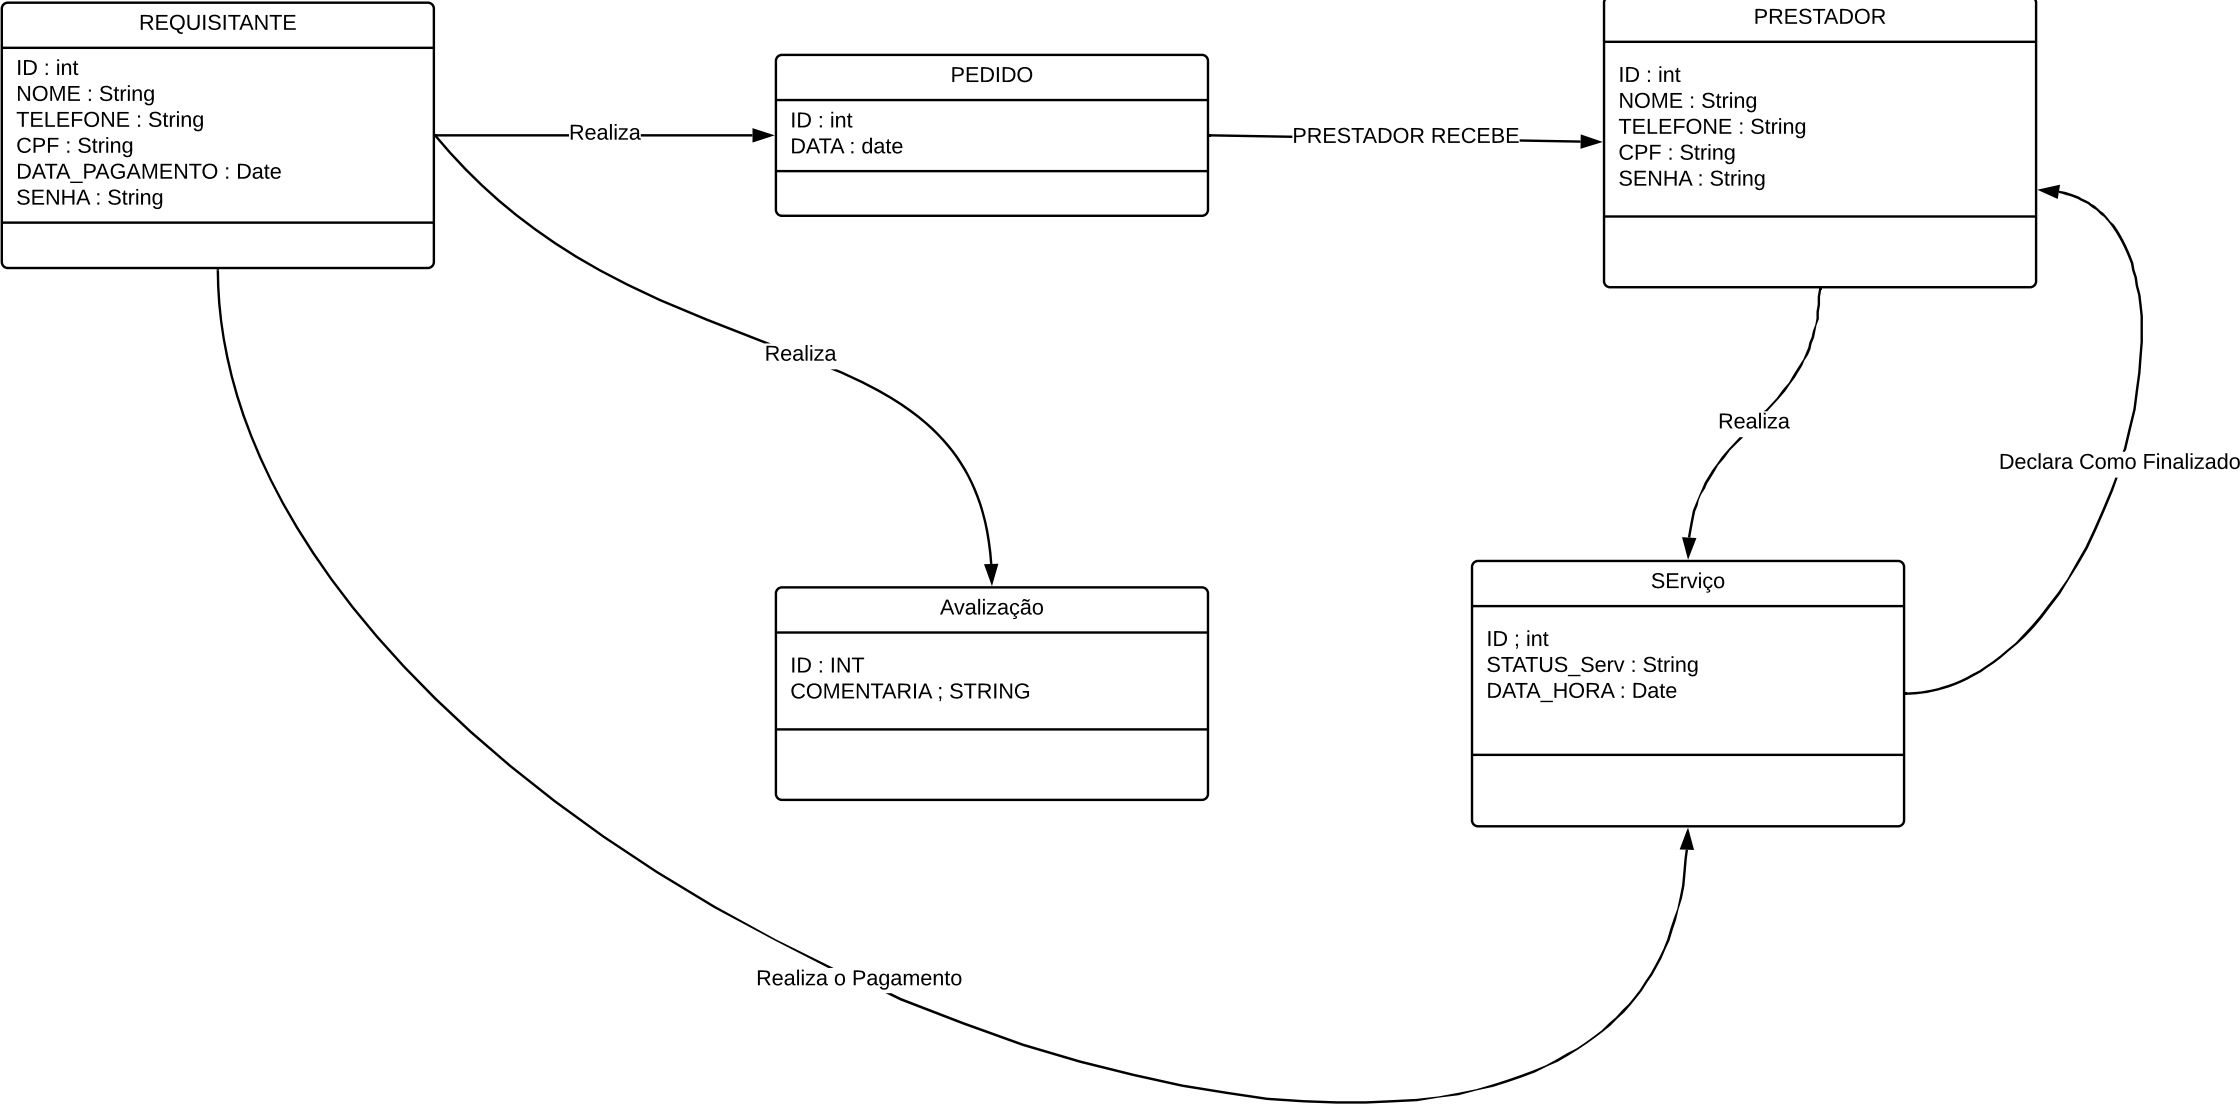 REQUISITANTE
ID : int
NOME : String
TELEFONE : String
CPF : String
DATA_PAGAMENTO : Date
SENHA : String
Realiza
PEDIDO
ID : int
DATA : date
PRESTADOR RECEBE
PRESTADOR
ID : int
NOME : String
TELEFONE : String
CPF : String
SENHA : String
Realiza
Realiza
Declara Como Finalizado
Avalização
ID : INT
COMENTARIA ; STRING
SErviço
ID ; int
STATUS_Serv : String
DATA_HORA : Date
Realiza o Pagamento